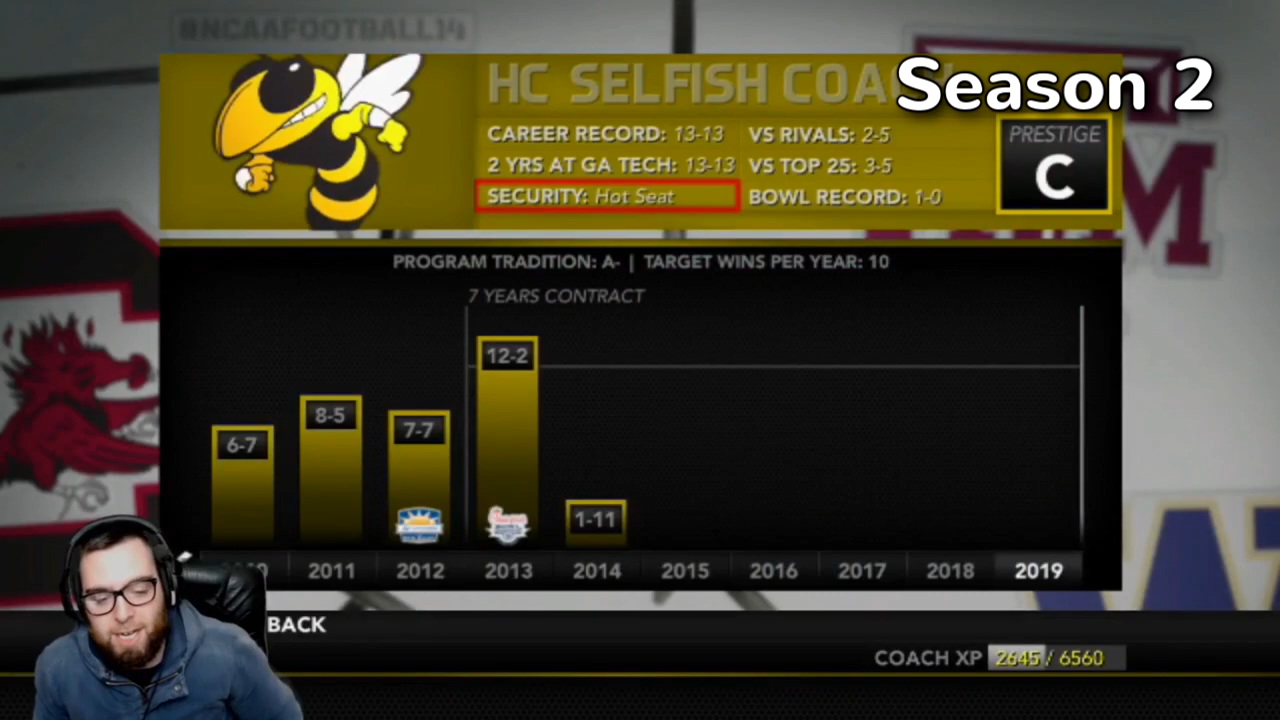 #NCAAFOOTBALL14
HC SELFISH COA
Season 2
CAREER RECORD: 13-13
VS RIVALS: 2-5
PRESTIGE
C
2 YRS AT GA TECH: 13-13
VS TOP 25: 3-5
SECURITY: Hot Seat
BOWL RECORD: 1-0
PROGRAM TRADITION: A- | TARGET WINS PER YEAR: 10
7 YEARS CONTRACT
12-2
8-5
7-7
6-7
1-11
2011 2012 2013 2014 2015 2016 2017 2018 2019
BACK
COACH XP 2645 / 6560